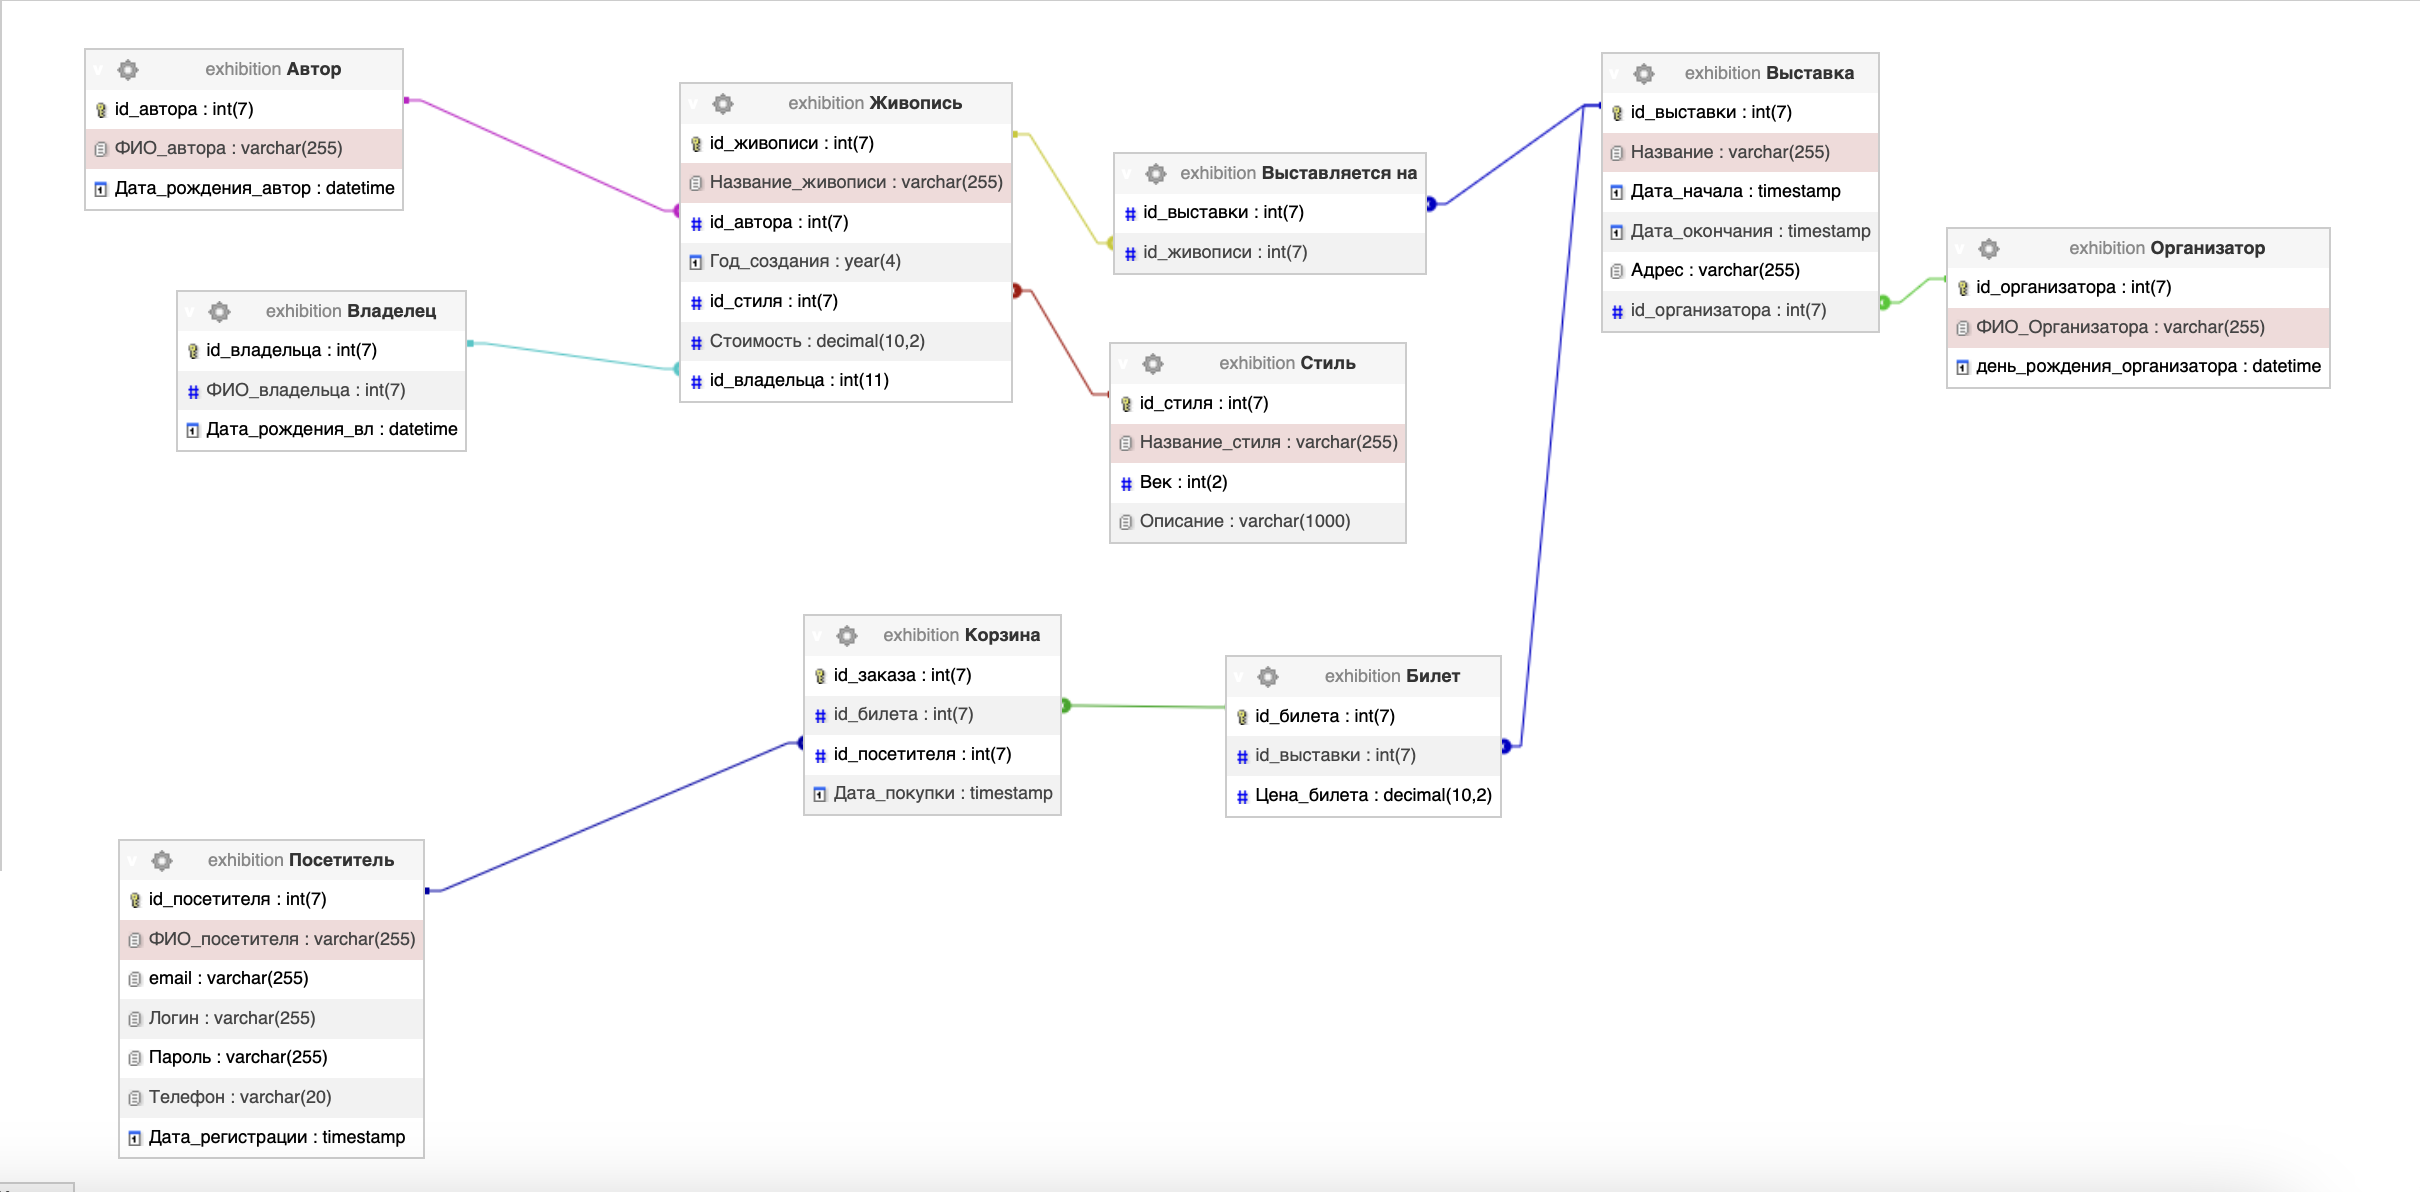 exhibition Автор
id_автора : int(7)
ФИО_автора : varchar(255)
Дата_рождения_автор : datetime
exhibition Владелец
id_владельца : int(7)
ФИО_владельца : int(7)
Дата_рождения_вл : datetime
exhibition Живопись
id_живописи : int(7)
Название_живописи : varchar(255)
id_автора : int(7)
Год_создания : year(4)
id_стиля : int(7)
Стоимость : decimal(10,2)
id_владельца : int(11)
exhibition Выставляется на
id_выставки : int(7)
id_живописи : int(7)
exhibition Стиль
id_стиля : int(7)
Название_стиля : varchar(255)
Век : int(2)
Описание : varchar(1000)
exhibition Выставка
id_выставки : int(7)
Название : varchar(255)
Дата_начала : timestamp
Дата_окончания : timestamp
Адрес : varchar(255)
id_организатора : int(7)
exhibition Организатор
id_организатора : int(7)
ФИО_Организатора : varchar(255)
день_рождения_организатора : datetime
exhibition Корзина
id_заказа : int(7)
id_билета : int(7)
id_посетителя : int(7)
Дата_покупки : timestamp
exhibition Билет
id_билета : int(7)
id_выставки : int(7)
Цена_билета : decimal(10,2)
exhibition Посетитель
id_посетителя : int(7)
ФИО_посетителя : varchar(255)
email : varchar(255)
Логин : varchar(255)
Пароль : varchar(255)
Телефон : varchar(20)
Дата_регистрации : timestamp